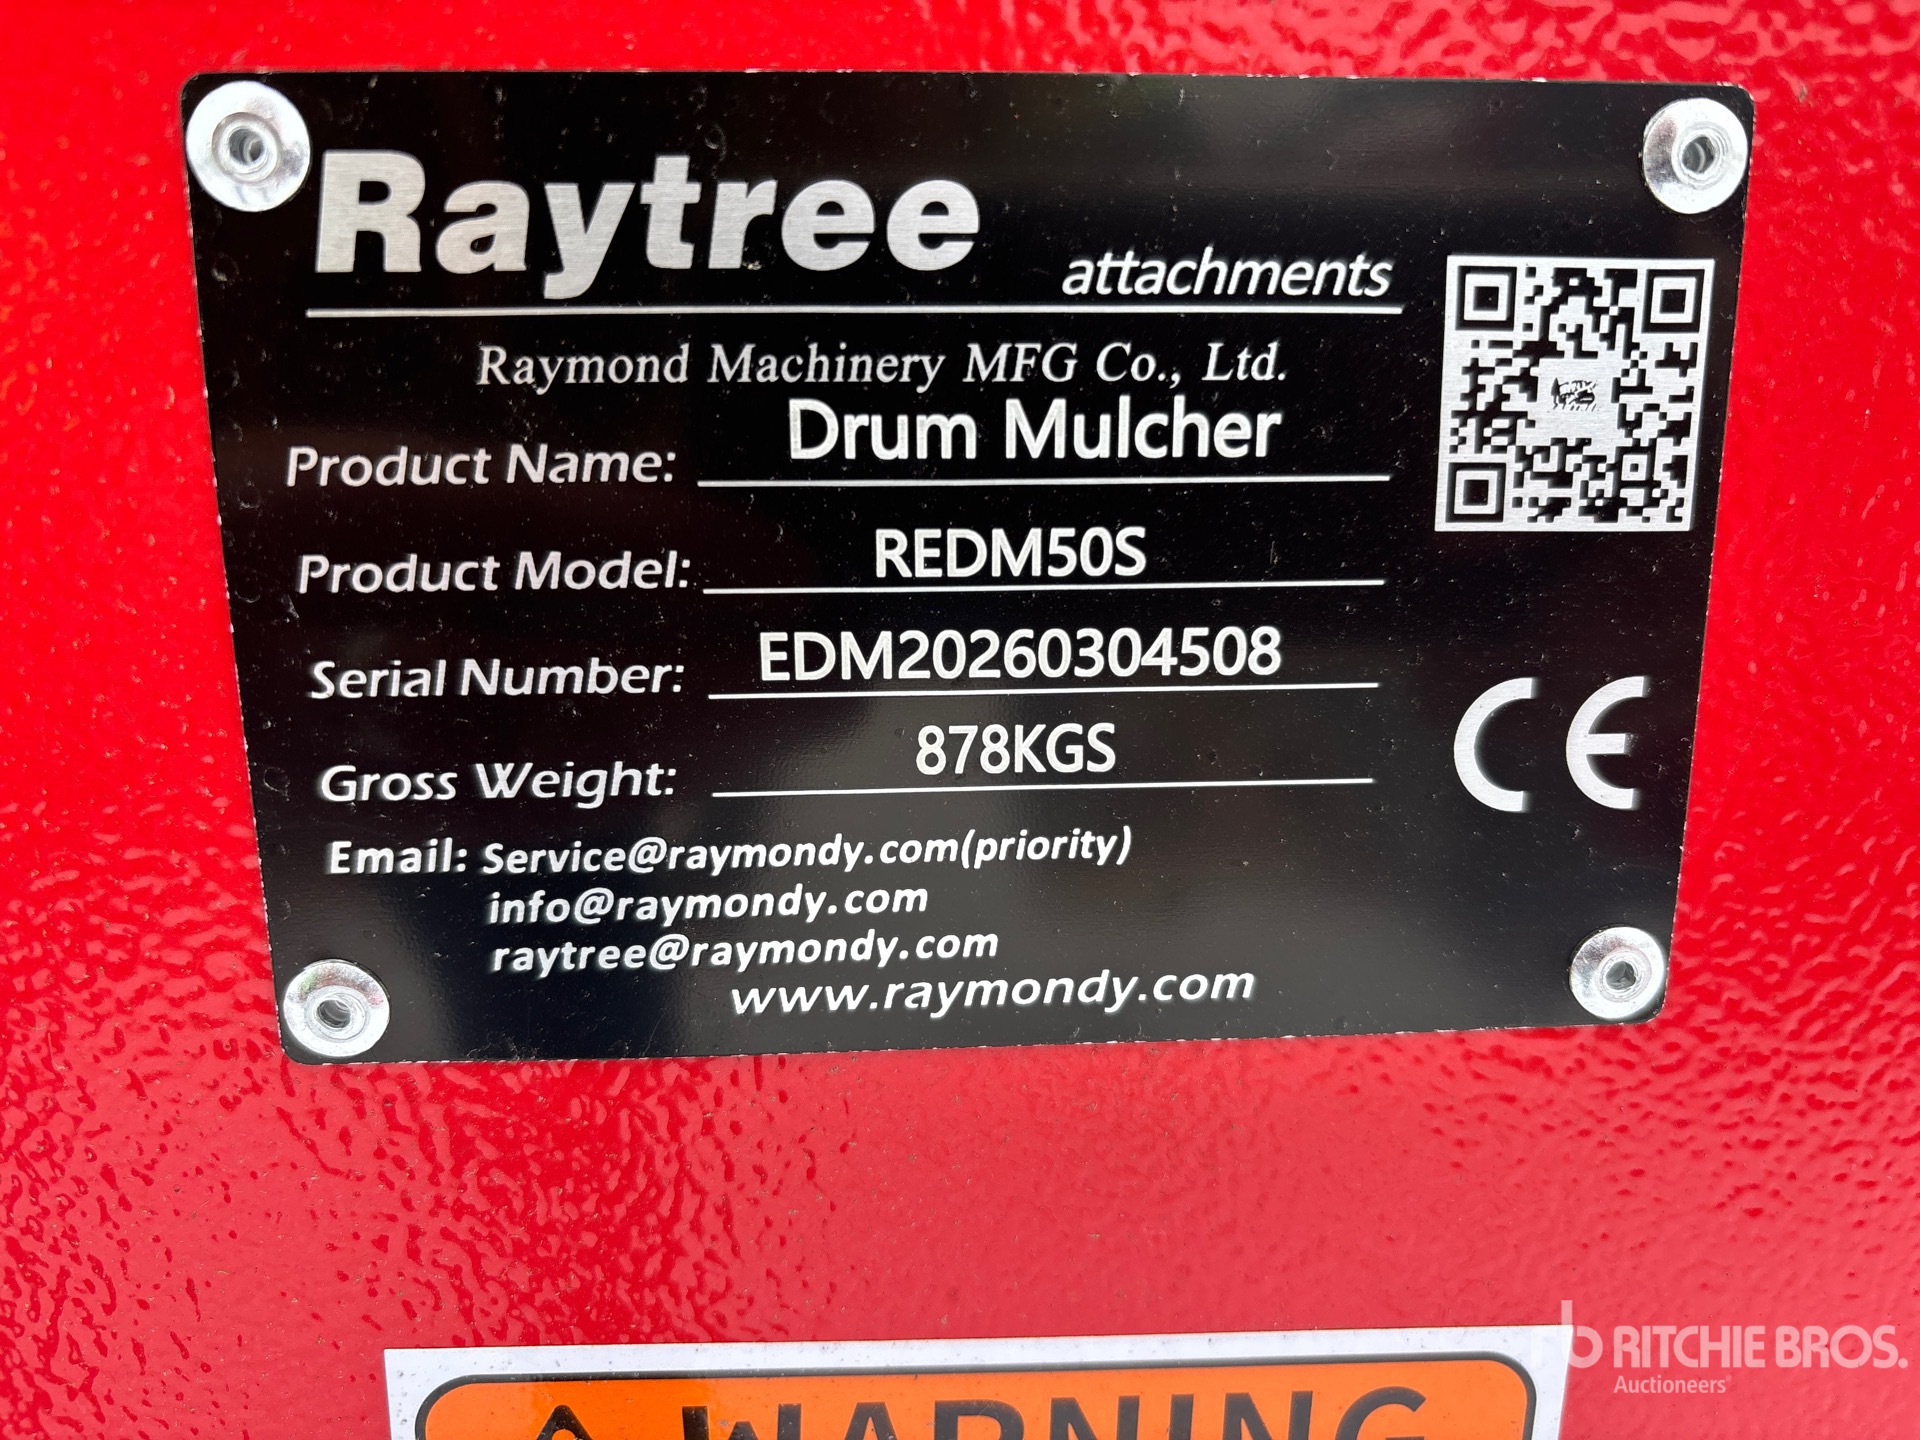 Raytree
attachments
Raymond Machinery MFG Co., Ltd.
Product Name: Drum Mulcher
Product Model: REDM50S
Serial Number: EDM20260304508
Gross Weight: 878KGS
CE
Email: Service@raymondy.com(priority)
info@raymondy.com
raytree@raymondy.com
www.raymondy.com
WARNING
rb RITCHIE BROS.
Auctioneers